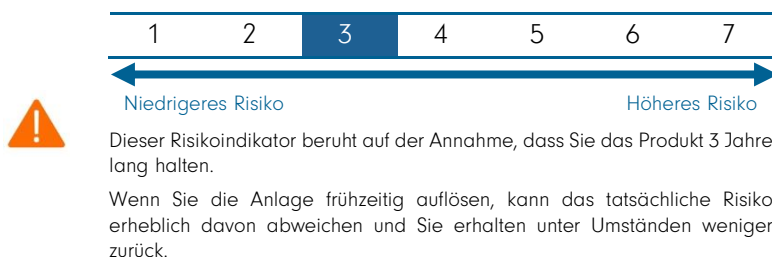 1 2 3 4 5 6 7
Niedrigeres Risiko Höheres Risiko
Dieser Risikoindikator beruht auf der Annahme, dass Sie das Produkt 3 Jahre
lang halten.
Wenn Sie die Anlage frühzeitig auflösen, kann das tatsächliche Risiko
erheblich davon abweichen und Sie erhalten unter Umständen weniger
zurück.